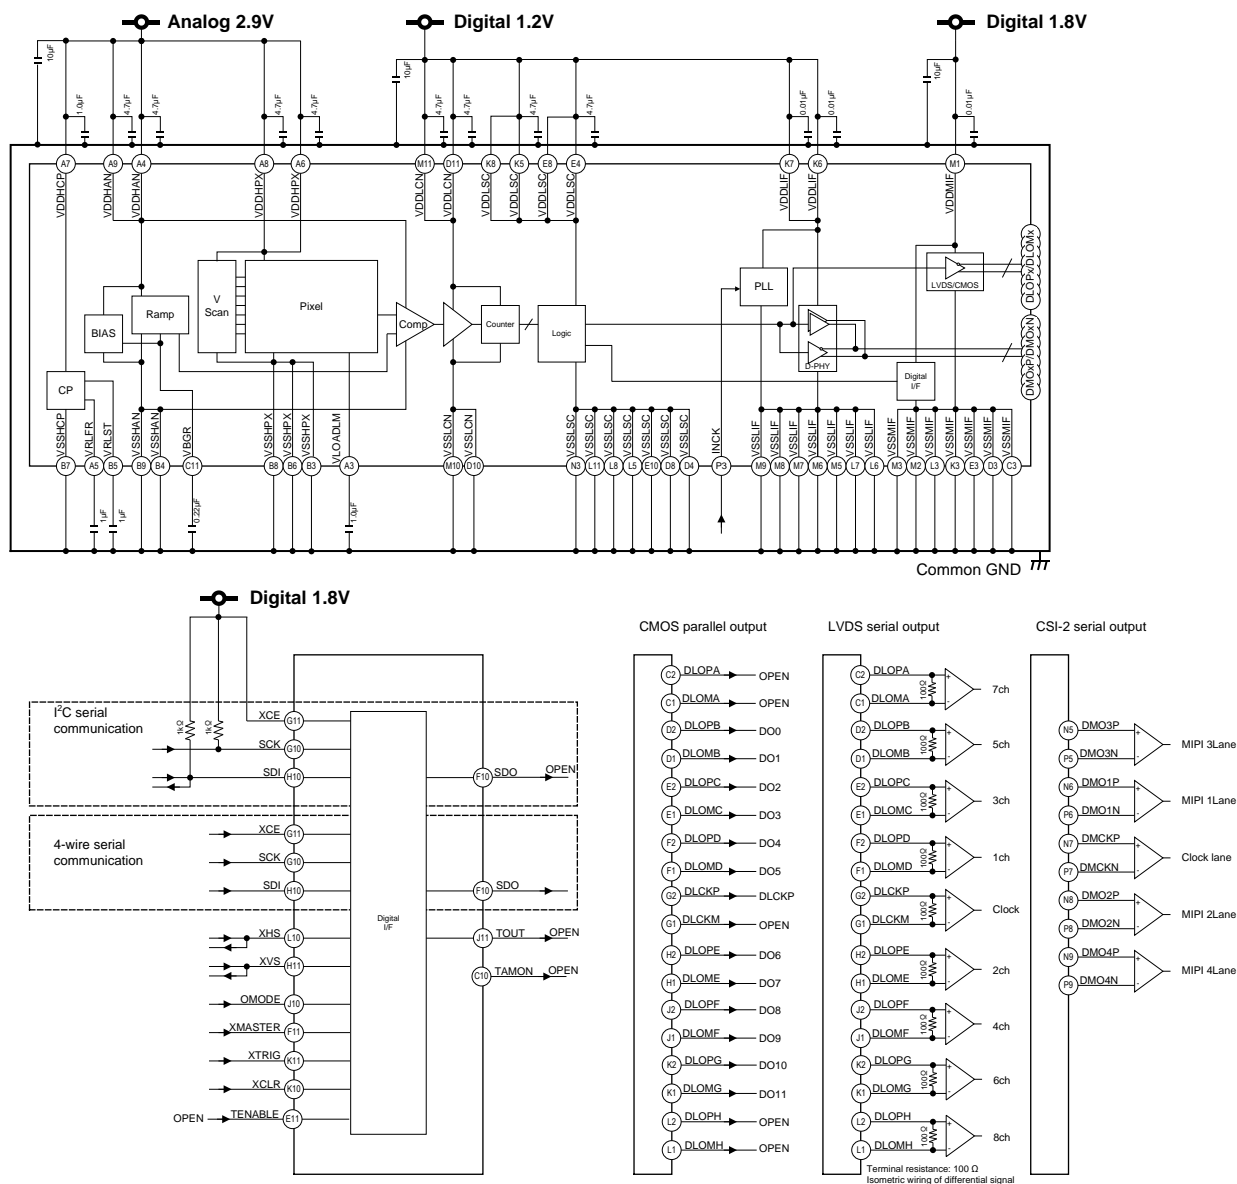 Analog 2.9V
Digital 1.2V
Digital 1.8V
10μF
1.0μF
4.7μF
4.7μF
4.7μF
4.7μF
10μF
4.7μF
4.7μF
4.7μF
4.7μF
0.01μF
0.01μF
10μF
0.01μF
A7 A9 A4 A8 A6 M11 D11 K8 K5 E8 E4 K7 K6 M1
VDDHCP VDDHAN VDDHAN VDDHPX VDDHPX VDDLCN VDDLCN VDDLSC VDDLSC VDDLSC VDDLSC VDDLIF VDDLIF VDDMIF
DLOPx/DLOMx
LVDS/CMOS
V Scan
Pixel
PLL
BIAS
Ramp
Comp
Counter
Logic
D-PHY
DMOxP/DMOxN
CP
Digital I/F
VSSHCP VRLFR VRLST VSSHAN VSSHAN VBGR VSSHPX VSSHPX VSSHPX VLOADLM VSSLCN VSSLCN VSSLSC VSSLSC VSSLSC VSSLSC VSSLSC VSSLSC VSSLSC INCK VSSLIF VSSLIF VSSLIF VSSLIF VSSLIF VSSLIF VSSLIF VSSMIF VSSMIF VSSMIF VSSMIF VSSMIF VSSMIF VSSMIF
B7 A5 B5 B9 B4 C11 B8 B6 B3 A3 M10 D10 N3 L11 L8 L5 E10 D8 D4 P3 M9 M8 M7 M6 M5 L7 L6 M3 M2 L3 K3 E3 D3 C3
1μF
1μF
0.22μF
1.0μF
Common GND
Digital 1.8V
I²C serial
communication
1kΩ
1kΩ
XCE G11
SCK G10
SDI H10
F10 SDO OPEN
4-wire serial
communication
XCE G11
SCK G10
SDI H10
F10 SDO
Digital
I/F
XHS L10
J11 TOUT OPEN
XVS H11
C10 TAMON OPEN
OMODE J10
XMASTER F11
XTRIG K11
XCLR K10
OPEN TENABLE E11
CMOS parallel output
C2 DLOPA OPEN
C1 DLOMA OPEN
D2 DLOPB DO0
D1 DLOMB DO1
E2 DLOPC DO2
E1 DLOMC DO3
F2 DLOPD DO4
F1 DLOMD DO5
G2 DLCKP DLCKP
G1 DLCKM OPEN
H2 DLOPE DO6
H1 DLOME DO7
J2 DLOPF DO8
J1 DLOMF DO9
K2 DLOPG DO10
K1 DLOMG DO11
L2 DLOPH OPEN
L1 DLOMH OPEN
LVDS serial output
C2 DLOPA +
100Ω 7ch
C1 DLOMA -
D2 DLOPB +
100Ω 5ch
D1 DLOMB -
E2 DLOPC +
100Ω 3ch
E1 DLOMC -
F2 DLOPD +
100Ω 1ch
F1 DLOMD -
G2 DLCKP +
100Ω Clock
G1 DLCKM -
H2 DLOPE +
100Ω 2ch
H1 DLOME -
J2 DLOPF +
100Ω 4ch
J1 DLOMF -
K2 DLOPG +
100Ω 6ch
K1 DLOMG -
L2 DLOPH +
100Ω 8ch
L1 DLOMH -
Terminal resistance: 100 Ω
Isometric wiring of differential signal
CSI-2 serial output
N5 DMO3P +
MIPI 3Lane
P5 DMO3N -
N6 DMO1P +
MIPI 1Lane
P6 DMO1N -
N7 DMCKP +
Clock lane
P7 DMCKN -
N8 DMO2P +
MIPI 2Lane
P8 DMO2N -
N9 DMO4P +
MIPI 4Lane
P9 DMO4N -